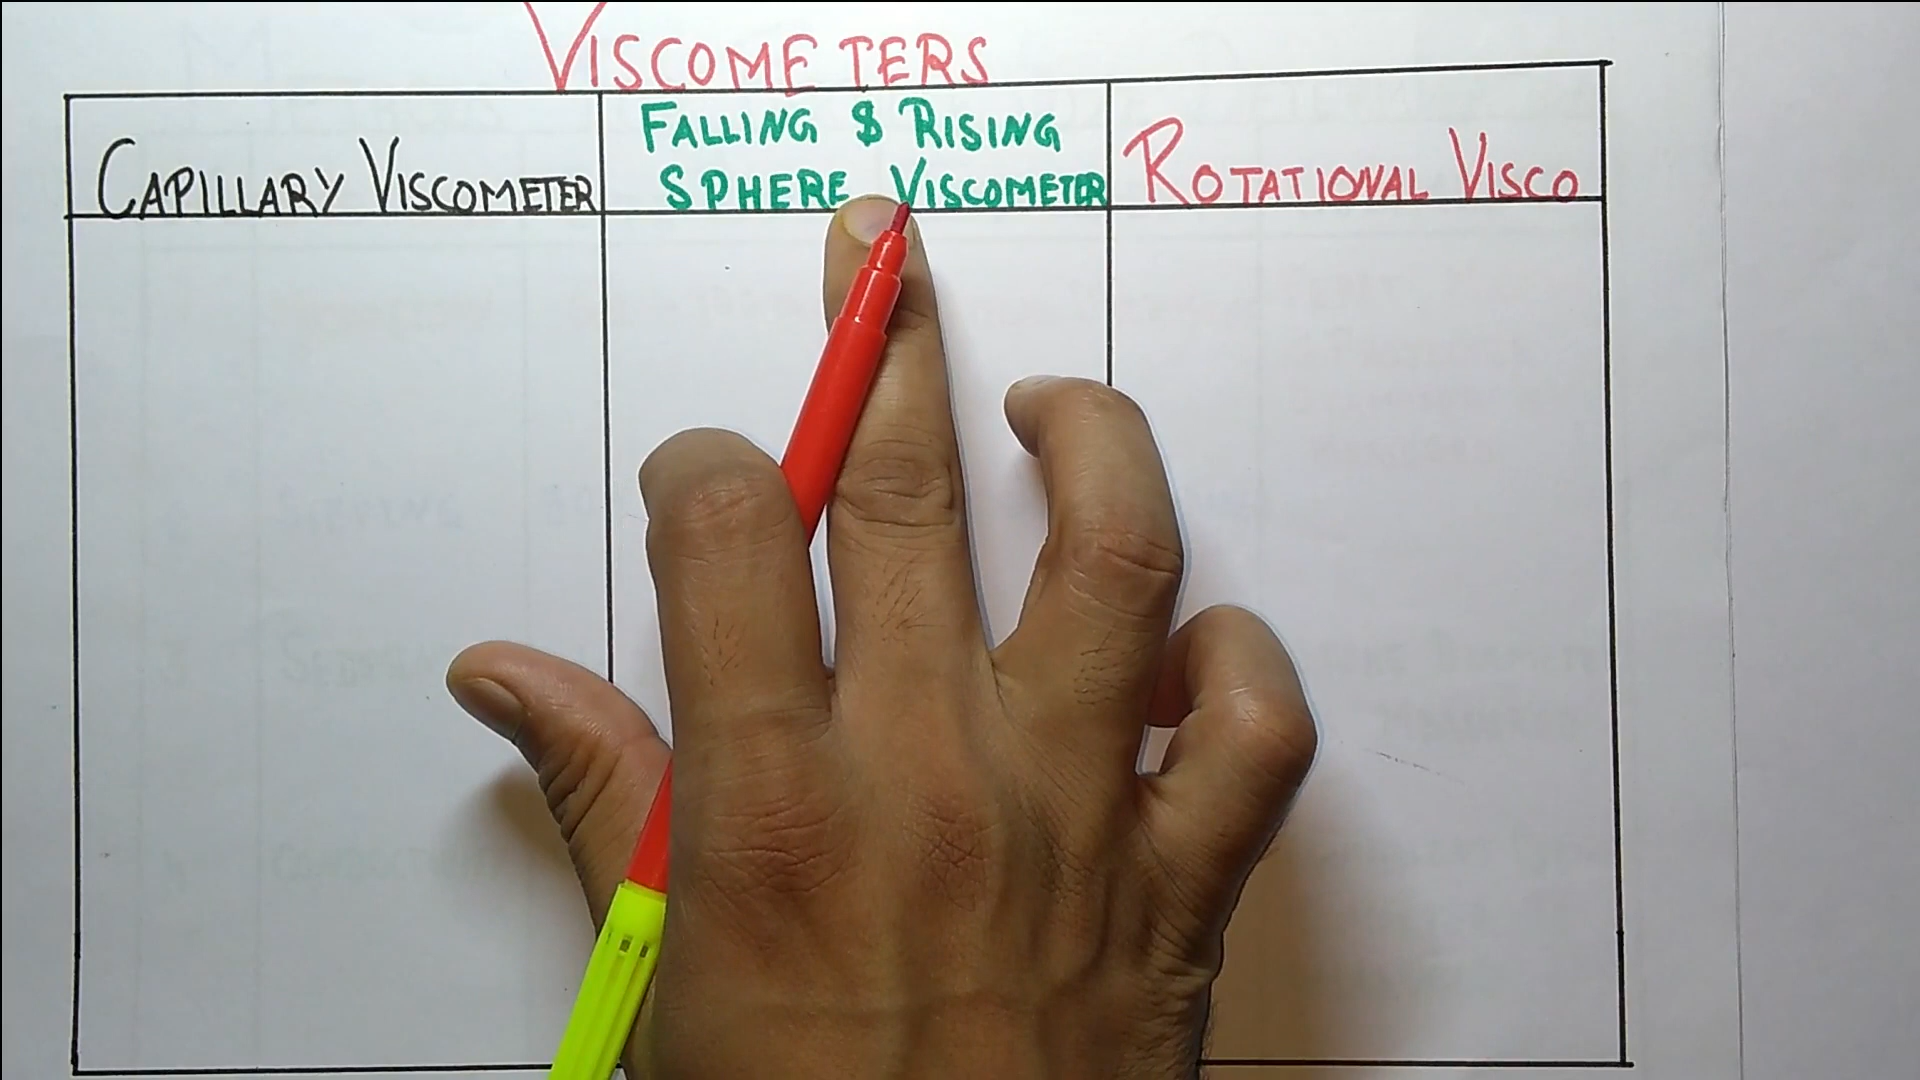 VISCOMETERS
CAPILLARY VISCOMETER
FALLING & RISING
SPHERE VISCOMETER
ROTATIONAL VISCO